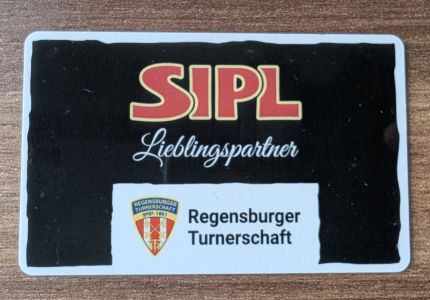 SIPL
Lieblingspartner
REGENSBURGER
TURNERSCHAFT
Regensburger
Turnerschaft